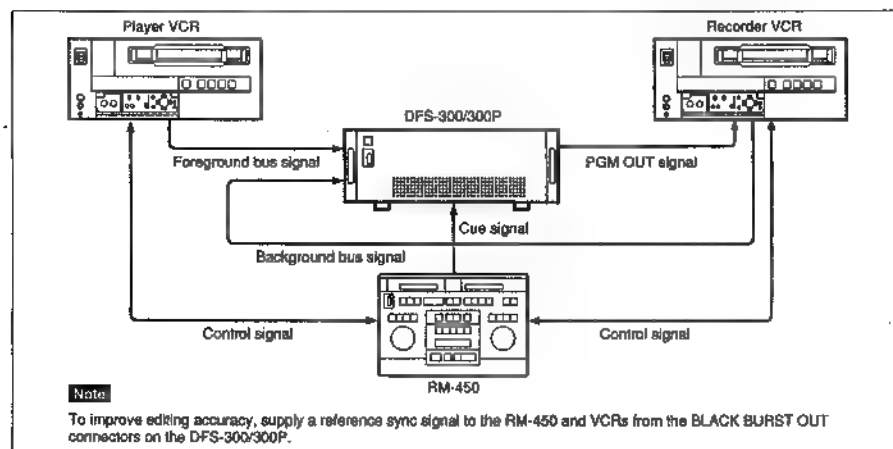 Player VCR
Recorder VCR
DFS-300/300P
Foreground bus signal
PGM OUT signal
Cue signal
Background bus signal
Control signal
Control signal
RM-450
Note
To improve editing accuracy, supply a reference sync signal to the RM-450 and VCRs from the BLACK BURST OUT
connectors on the DFS-300/300P.